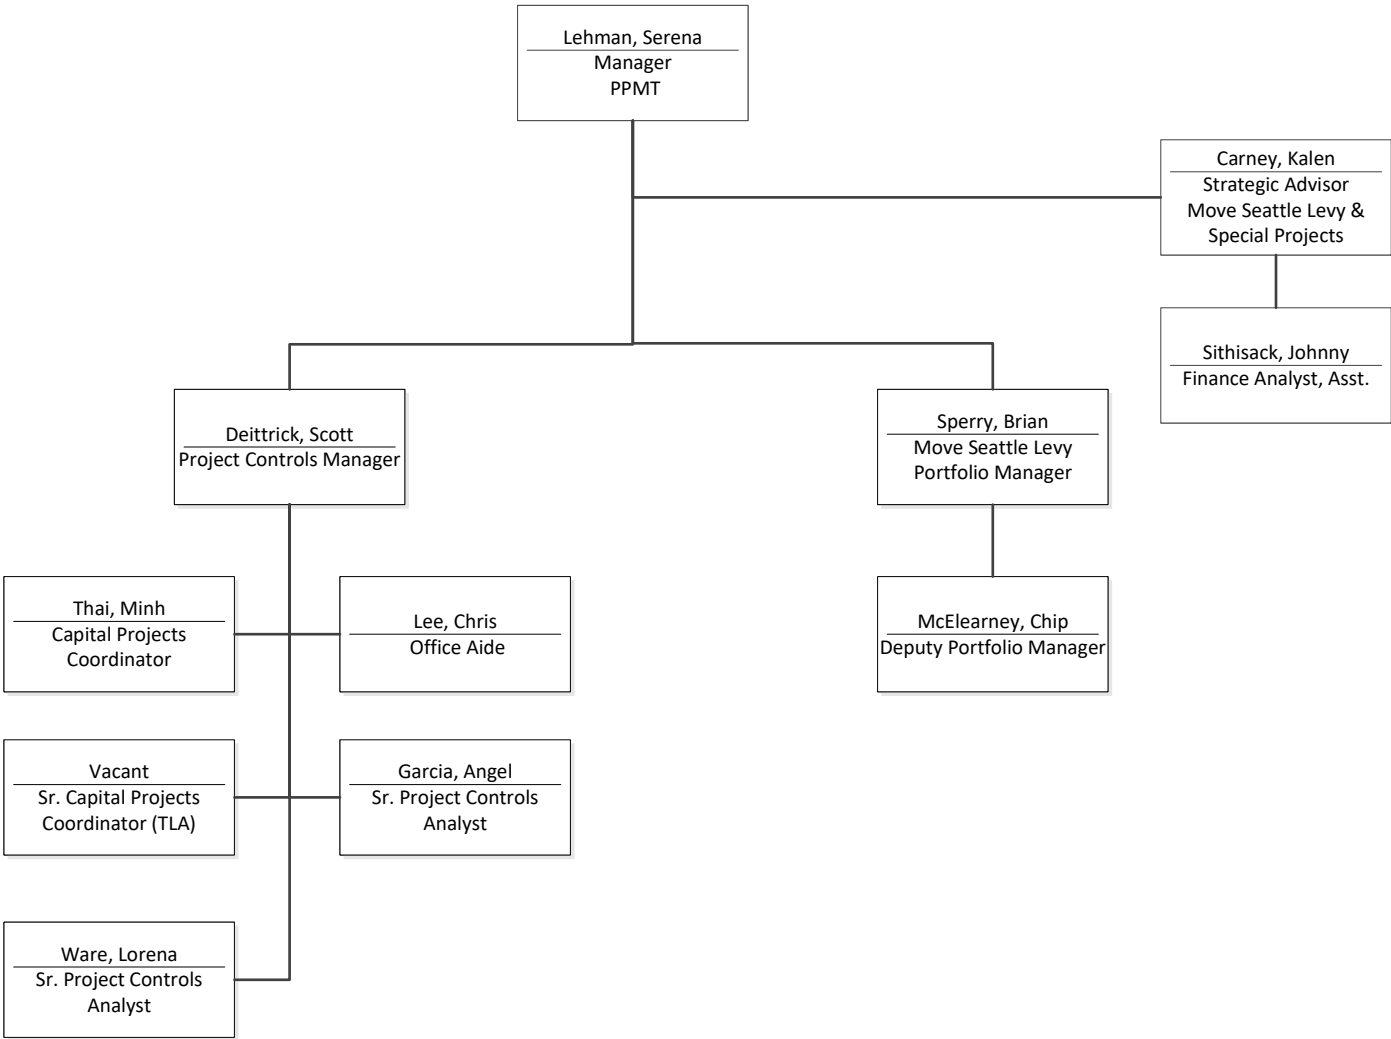 Lehman, Serena
Manager
PPMT
Carney, Kalen
Strategic Advisor
Move Seattle Levy &
Special Projects
Sithisack, Johnny
Finance Analyst, Asst.
Deittrick, Scott
Project Controls Manager
Sperry, Brian
Move Seattle Levy
Portfolio Manager
Thai, Minh
Capital Projects
Coordinator
Lee, Chris
Office Aide
McElearney, Chip
Deputy Portfolio Manager
Vacant
Sr. Capital Projects
Coordinator (TLA)
Garcia, Angel
Sr. Project Controls
Analyst
Ware, Lorena
Sr. Project Controls
Analyst